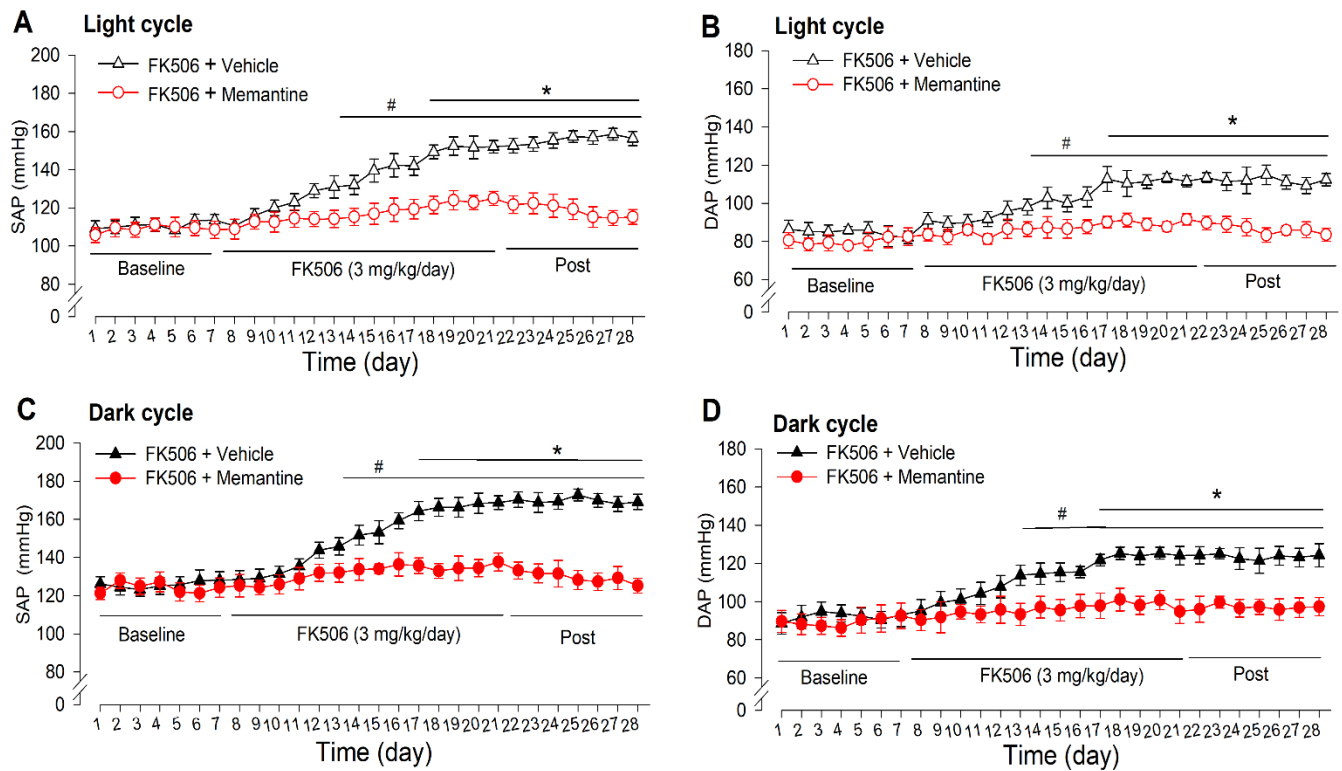 A Light cycle
FK506 + Vehicle
FK506 + Memantine
SAP (mmHg)
200
180
160
140
120
100
80
0
#
*
Baseline
FK506 (3 mg/kg/day)
Post
1 2 3 4 5 6 7 8 9 10 11 12 13 14 15 16 17 18 19 20 21 22 23 24 25 26 27 28
Time (day)
B Light cycle
FK506 + Vehicle
FK506 + Memantine
DAP (mmHg)
180
160
140
120
100
80
60
0
#
*
Baseline
FK506 (3 mg/kg/day)
Post
1 2 3 4 5 6 7 8 9 10 11 12 13 14 15 16 17 18 19 20 21 22 23 24 25 26 27 28
Time (day)
C Dark cycle
FK506 + Vehicle
FK506 + Memantine
SAP (mmHg)
200
180
160
140
120
100
80
0
#
*
Baseline
FK506 (3 mg/kg/day)
Post
1 2 3 4 5 6 7 8 9 10 11 12 13 14 15 16 17 18 19 20 21 22 23 24 25 26 27 28
Time (day)
D Dark cycle
FK506 + Vehicle
FK506 + Memantine
DAP (mmHg)
180
160
140
120
100
80
60
0
#
*
Baseline
FK506 (3 mg/kg/day)
Post
1 2 3 4 5 6 7 8 9 10 11 12 13 14 15 16 17 18 19 20 21 22 23 24 25 26 27 28
Time (day)